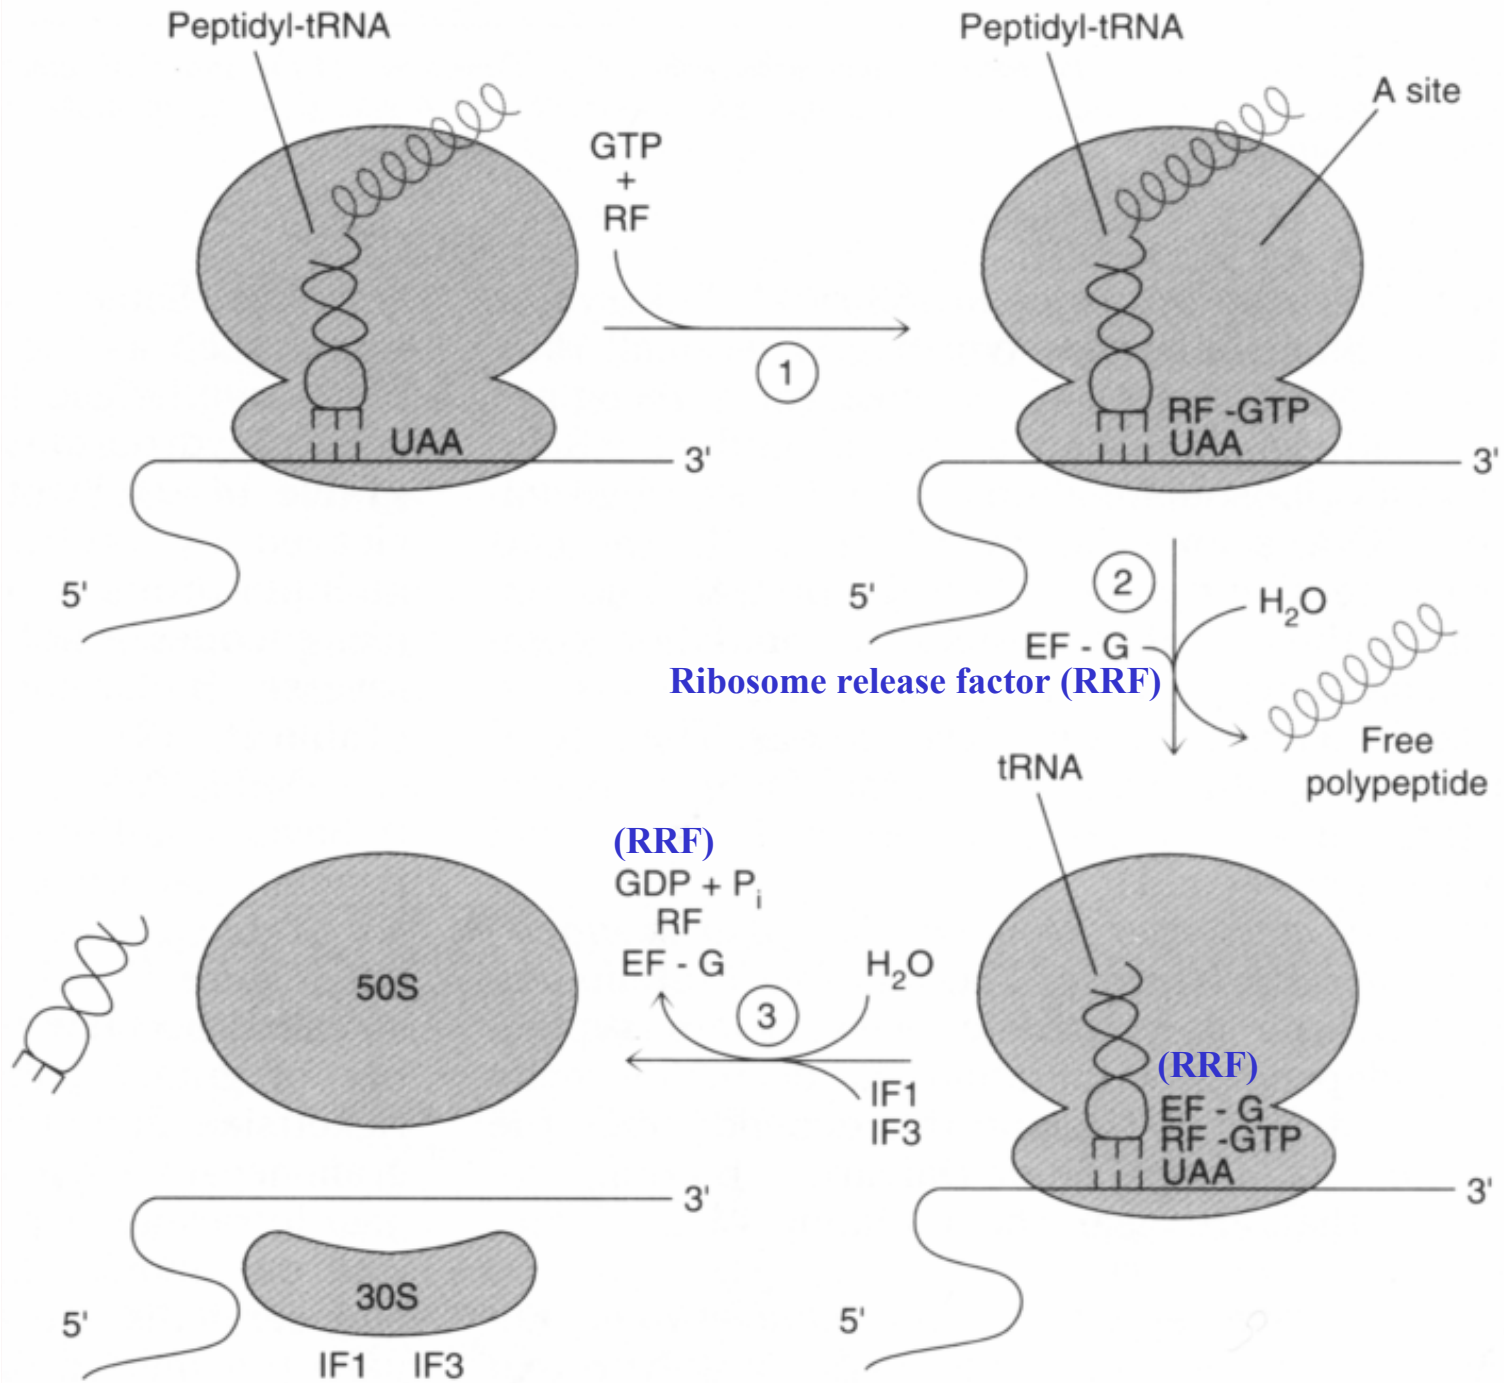 Peptidyl-tRNA
GTP
+
RF
1
UAA
3'
5'
Peptidyl-tRNA
A site
RF -GTP
UAA
3'
5'
2
H2O
EF - G
Ribosome release factor (RRF)
Free
polypeptide
tRNA
(RRF)
EF - G
RF -GTP
UAA
3'
5'
(RRF)
GDP + Pi
RF
EF - G
H2O
3
IF1
IF3
50S
3'
30S
5'
IF1 IF3